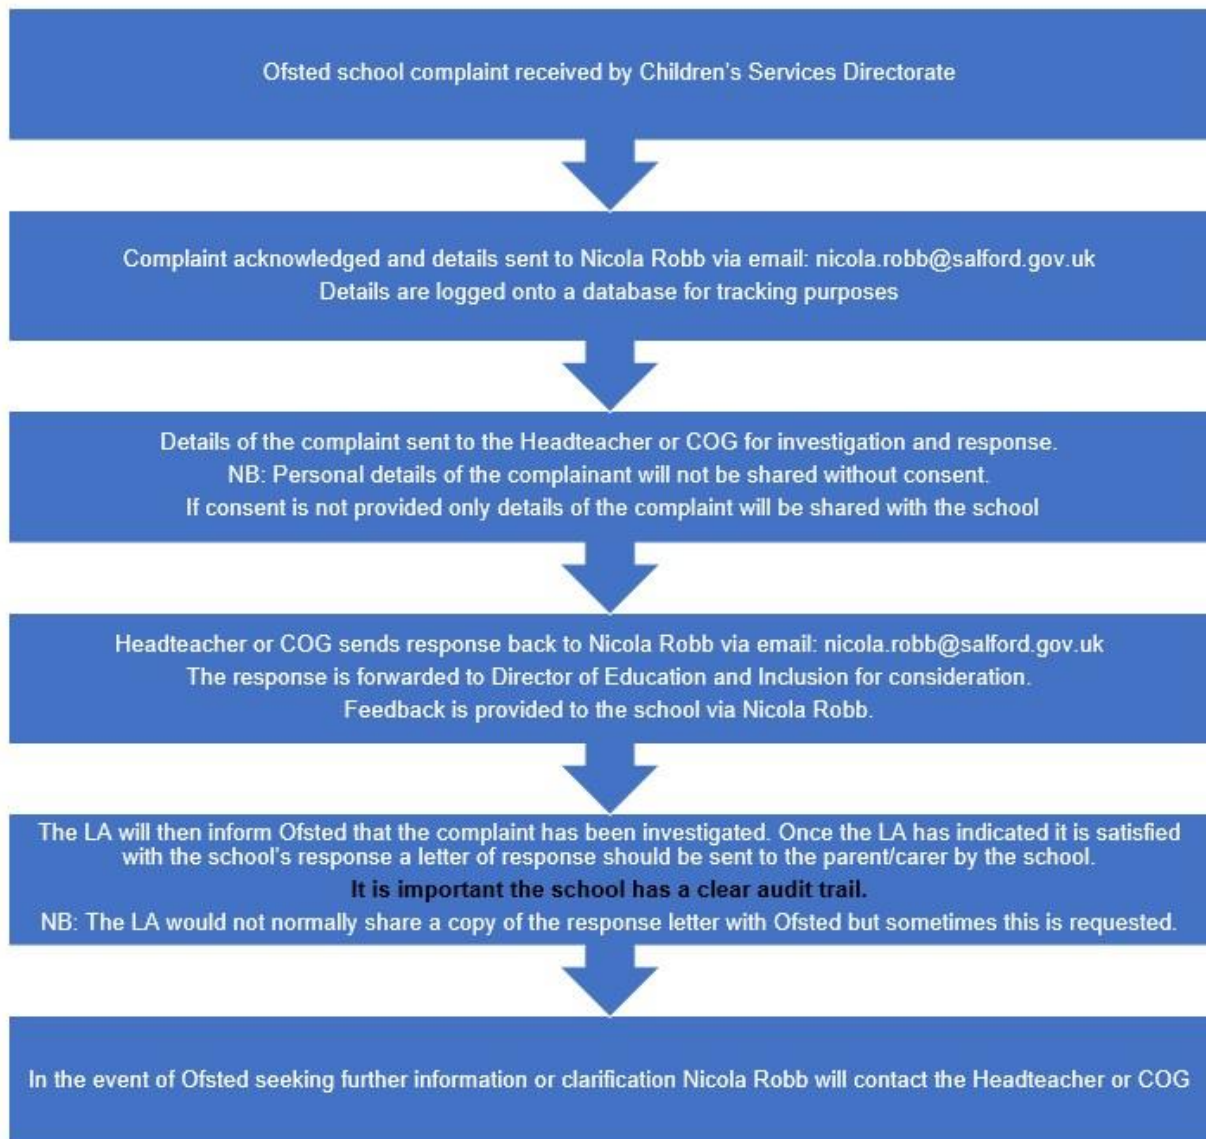 Ofsted school complaint received by Children's Services Directorate
Complaint acknowledged and details sent to Nicola Robb via email: nicola.robb@salford.gov.uk
Details are logged onto a database for tracking purposes
Details of the complaint sent to the Headteacher or COG for investigation and response.
NB: Personal details of the complainant will not be shared without consent.
If consent is not provided only details of the complaint will be shared with the school
Headteacher or COG sends response back to Nicola Robb via email: nicola.robb@salford.gov.uk
The response is forwarded to Director of Education and Inclusion for consideration.
Feedback is provided to the school via Nicola Robb.
The LA will then inform Ofsted that the complaint has been investigated. Once the LA has indicated it is satisfied
with the school's response a letter of response should be sent to the parent/carer by the school.
It is important the school has a clear audit trail.
NB: The LA would not normally share a copy of the response letter with Ofsted but sometimes this is requested.
In the event of Ofsted seeking further information or clarification Nicola Robb will contact the Headteacher or COG